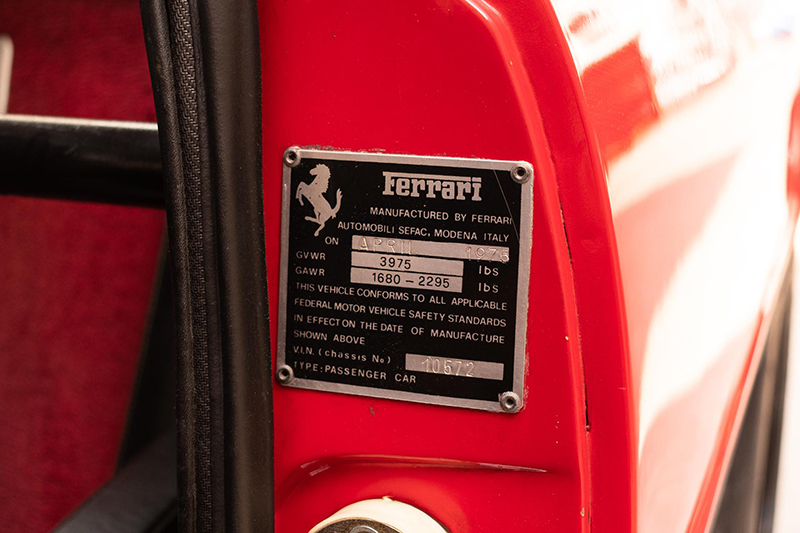 Ferrari
MANUFACTURED BY FERRARI
AUTOMOBILI SEFAC, MODENA ITALY
ON APRIL 1975
GVWR 3975 lbs
GAWR 1680-2295 lbs
THIS VEHICLE CONFORMS TO ALL APPLICABLE
FEDERAL MOTOR VEHICLE SAFETY STANDARDS
IN EFFECT ON THE DATE OF MANUFACTURE
SHOWN ABOVE
V.I.N. (chassis No) 10572
TYPE: PASSENGER CAR